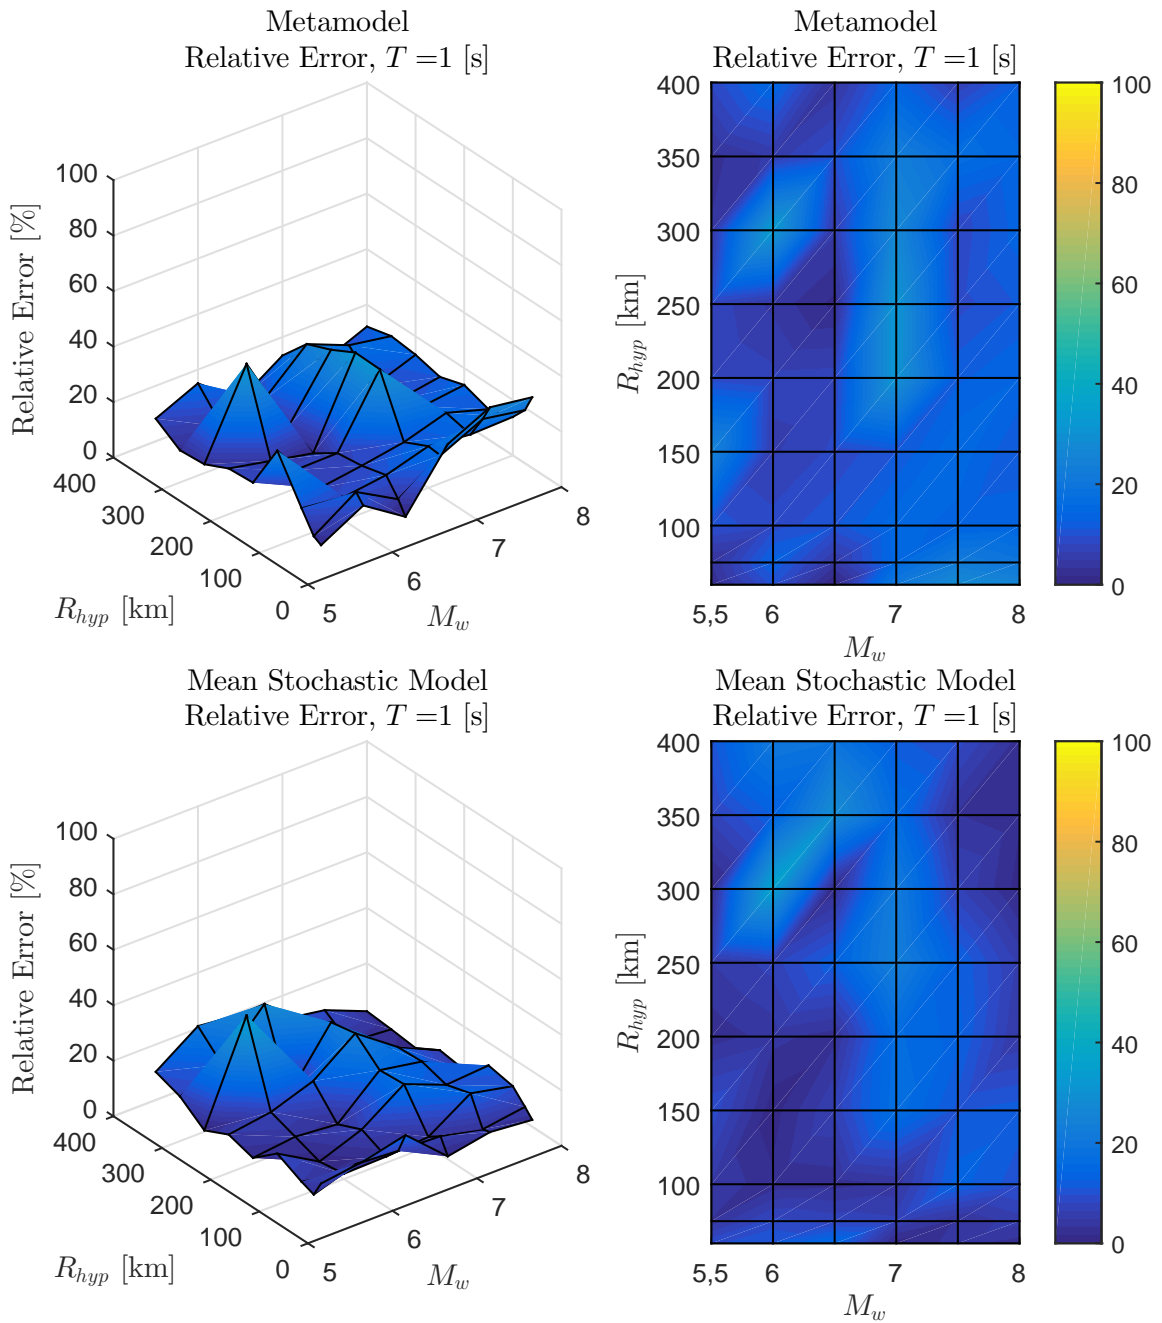 Metamodel
Relative Error, T =1 [s]
100
80
60
40
20
0
Relative Error [%]
400
300
200
100
0
R_hyp [km]
5
6
7
8
M_w
Metamodel
Relative Error, T =1 [s]
400
350
300
250
200
150
100
R_hyp [km]
5,5 6 7 8
M_w
100
80
60
40
20
0
Mean Stochastic Model
Relative Error, T =1 [s]
100
80
60
40
20
0
Relative Error [%]
400
300
200
100
0
R_hyp [km]
5
6
7
8
M_w
Mean Stochastic Model
Relative Error, T =1 [s]
400
350
300
250
200
150
100
R_hyp [km]
5,5 6 7 8
M_w
100
80
60
40
20
0